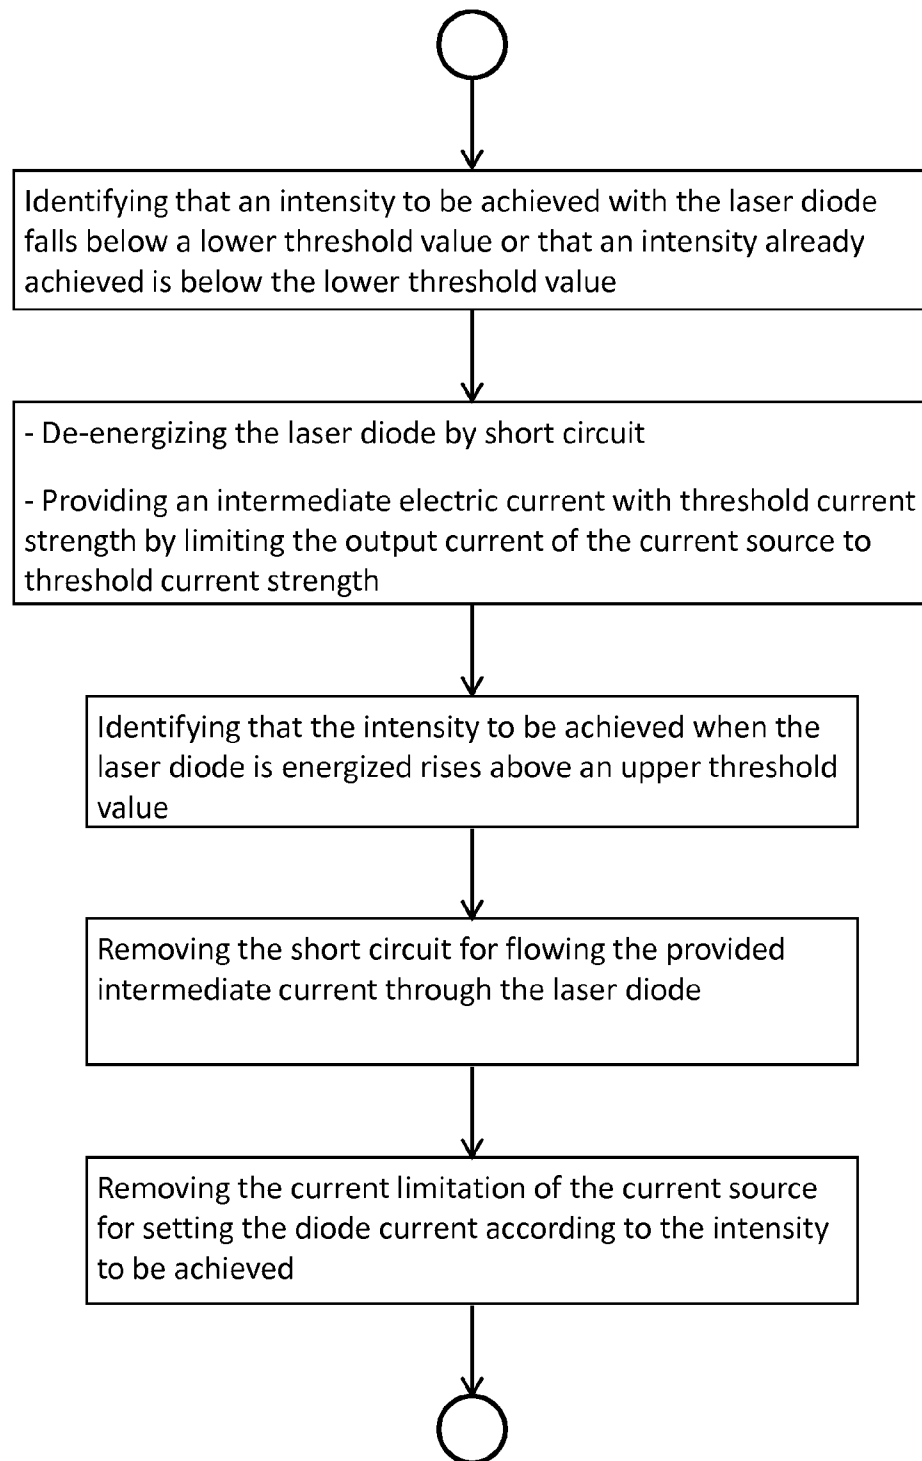 Identifying that an intensity to be achieved with the laser diode
falls below a lower threshold value or that an intensity already
achieved is below the lower threshold value
- De-energizing the laser diode by short circuit
- Providing an intermediate electric current with threshold current
strength by limiting the output current of the current source to
threshold current strength
Identifying that the intensity to be achieved when the
laser diode is energized rises above an upper threshold
value
Removing the short circuit for flowing the provided
intermediate current through the laser diode
Removing the current limitation of the current source
for setting the diode current according to the intensity
to be achieved